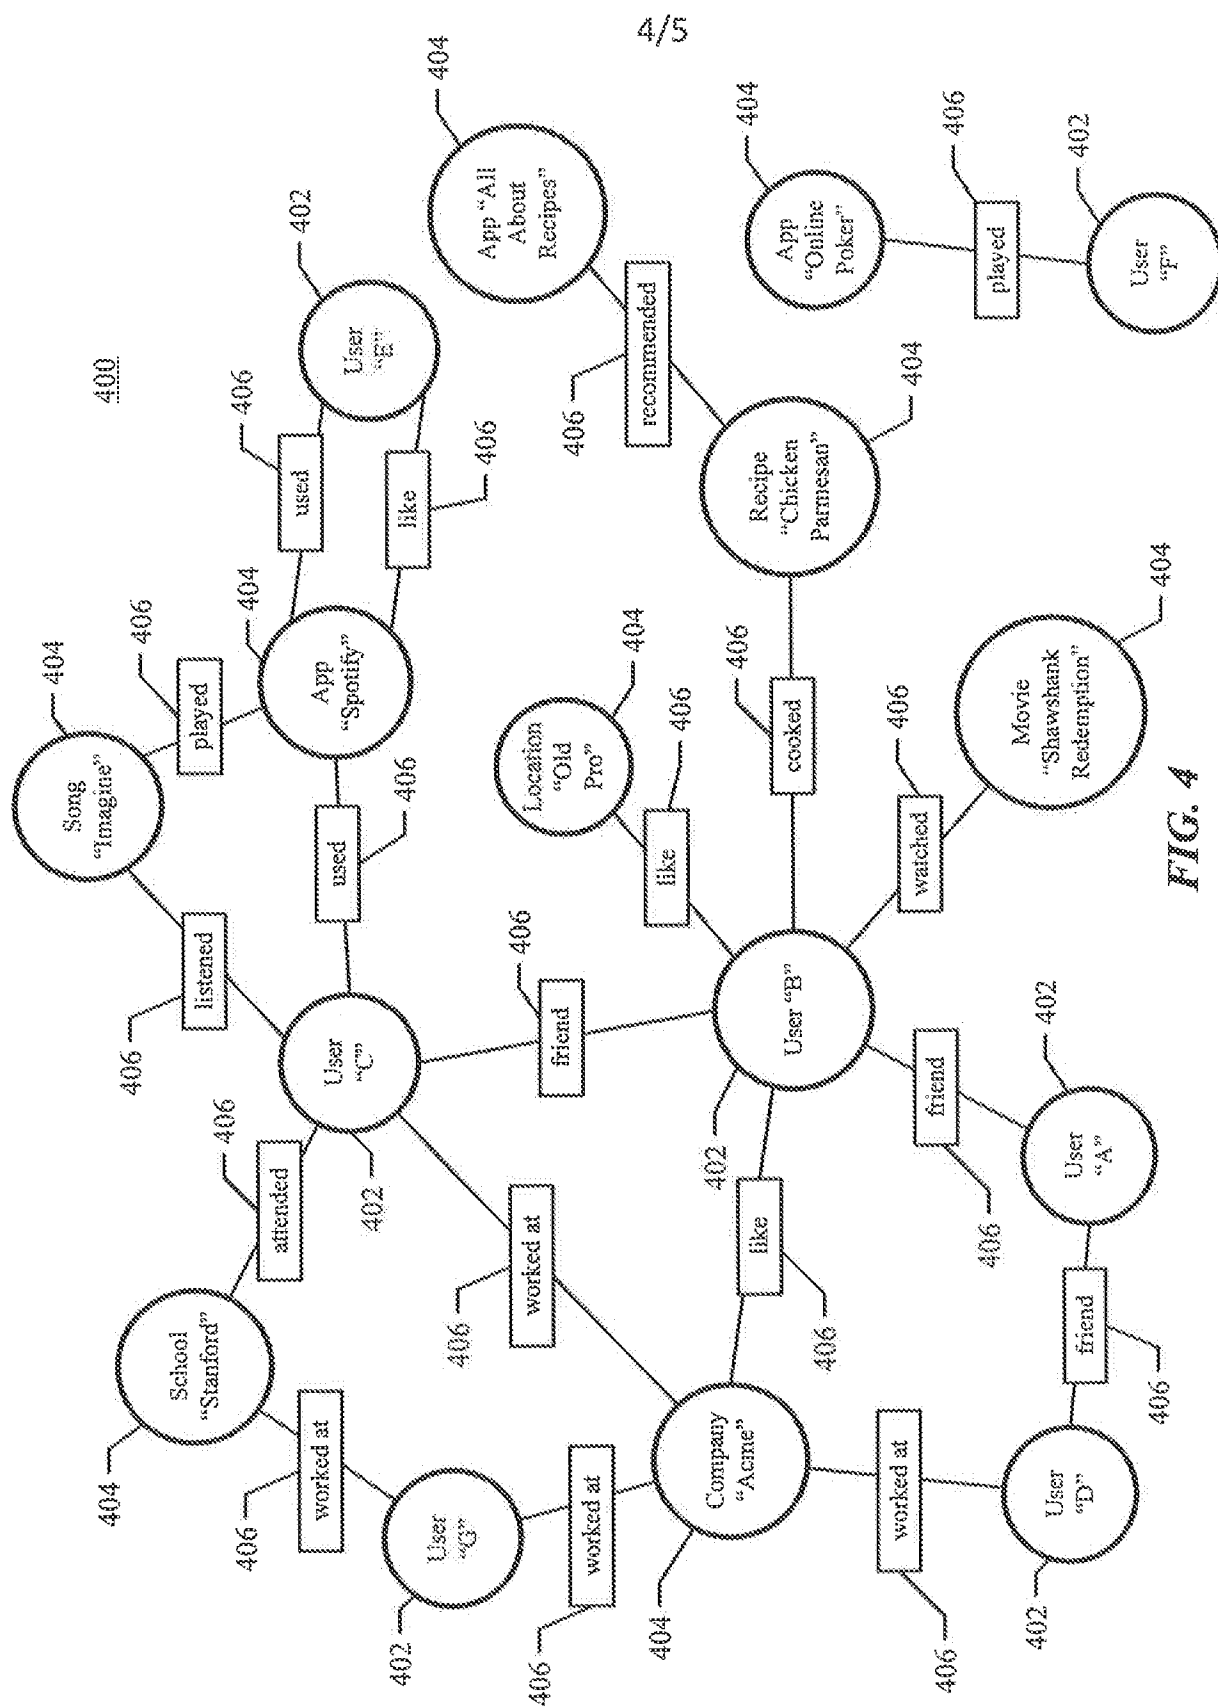 4/5
400
404
Song
"Imagine"
404
School
"Stanford"
406
listened
406
played
404
406
attended
406
used
406
402
User
"E"
404
App
"Spotify"
406
used
406
like
406
worked at
406
User
"C"
402
402
User
"G"
406
worked at
406
worked at
406
friend
406
404
Location
"Old
Pro"
404
App "All
About
Recipes"
404
406
recommended
like
406
404
Company
"Acme"
406
like
402
User "B"
406
cooked
Recipe
"Chicken
Parmesan"
404
404
App
"Online
Poker"
406
worked at
406
friend
406
watched
406
played
402
User
"D"
406
friend
User
"A"
402
Movie
"Shawshank
Redemption"
404
402
User
"F"
FIG. 4